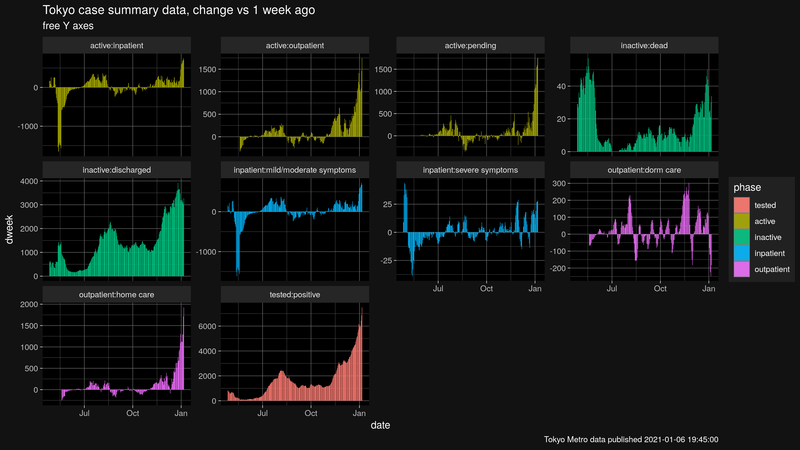 Tokyo case summary data, change vs 1 week ago
free Y axes
active:inpatient
active:outpatient
active:pending
inactive:dead
0
-1000
1500
1000
500
0
1500
1000
500
0
40
20
0
inactive:discharged
inpatient:mild/moderate symptoms
inpatient:severe symptoms
outpatient:dorm care
4000
3000
2000
1000
0
0
-1000
25
0
-25
300
200
100
0
-100
-200
Jul Oct Jan
Jul Oct Jan
outpatient:home care
tested:positive
2000
1500
1000
500
0
6000
4000
2000
0
Jul Oct Jan
Jul Oct Jan
dweek
date
phase
tested
active
inactive
inpatient
outpatient
Tokyo Metro data published 2021-01-06 19:45:00